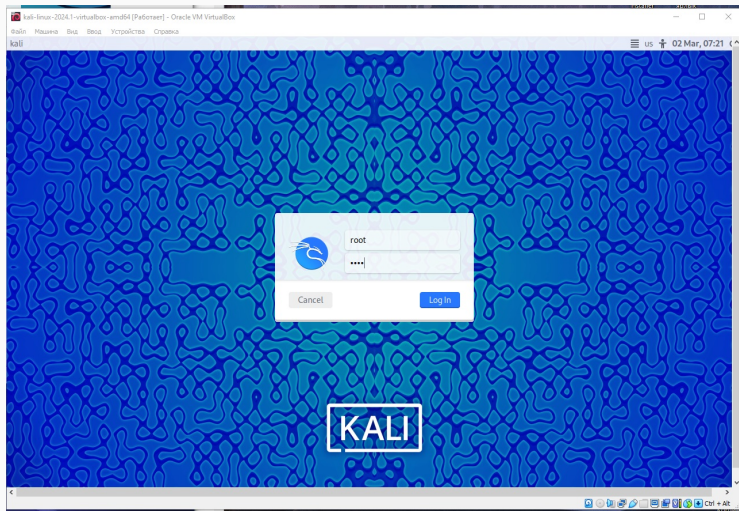 kali-linux-2024.1-virtualbox-amd64 [Работает] - Oracle VM VirtualBox
Файл Машина Вид Ввод Устройства Справка
kali us 02 Mar, 07:21
root
••••
Cancel Log In
KALI
Ctrl + Alt